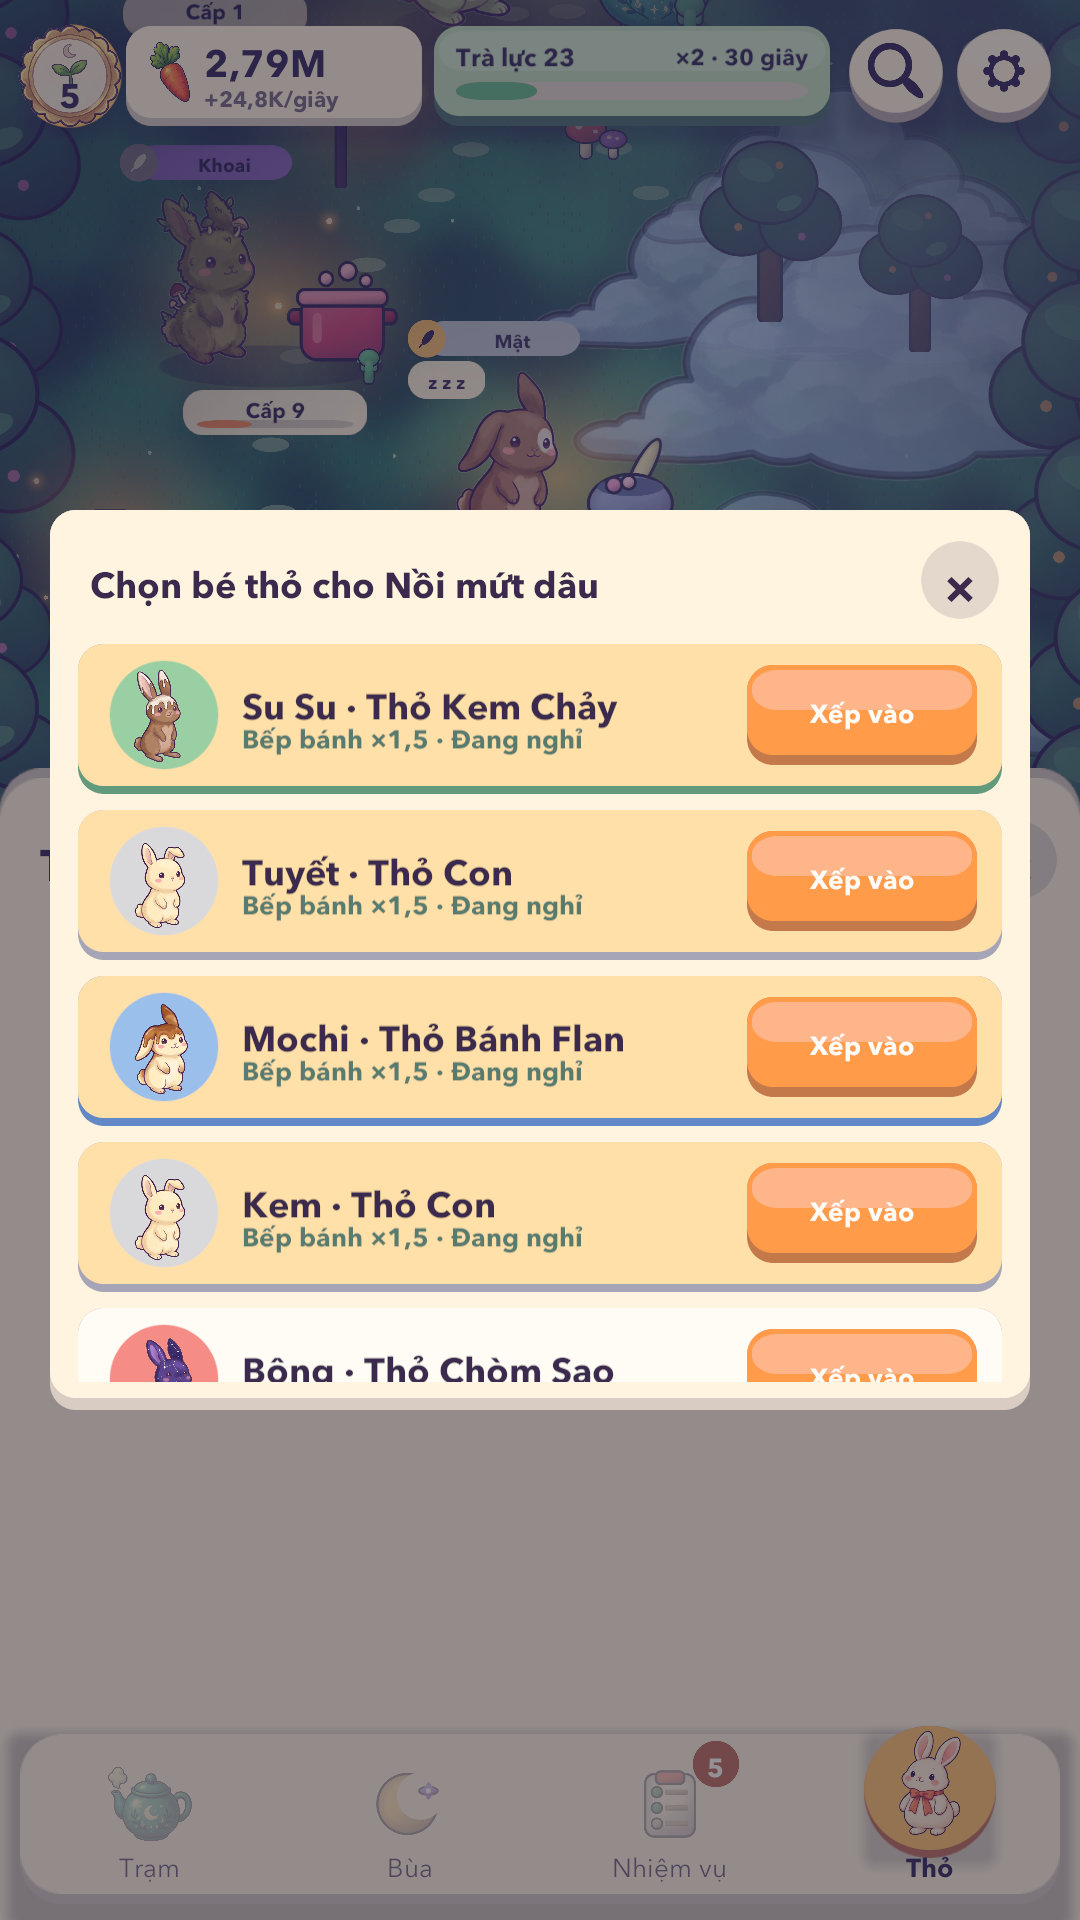 Cấp 1
5
2,79M
+24,8K/giây
Trà lực 23
×2 · 30 giây
Khoai
Cấp 9
Mật
z z z
Chọn bé thỏ cho Nồi mứt dâu
Su Su · Thỏ Kem Chảy
Bếp bánh ×1,5 · Đang nghỉ
Xếp vào
Tuyết · Thỏ Con
Bếp bánh ×1,5 · Đang nghỉ
Xếp vào
Mochi · Thỏ Bánh Flan
Bếp bánh ×1,5 · Đang nghỉ
Xếp vào
Kem · Thỏ Con
Bếp bánh ×1,5 · Đang nghỉ
Xếp vào
Bông · Thỏ Chòm Sao
Xếp vào
5
Trạm
Bùa
Nhiệm vụ
Thỏ